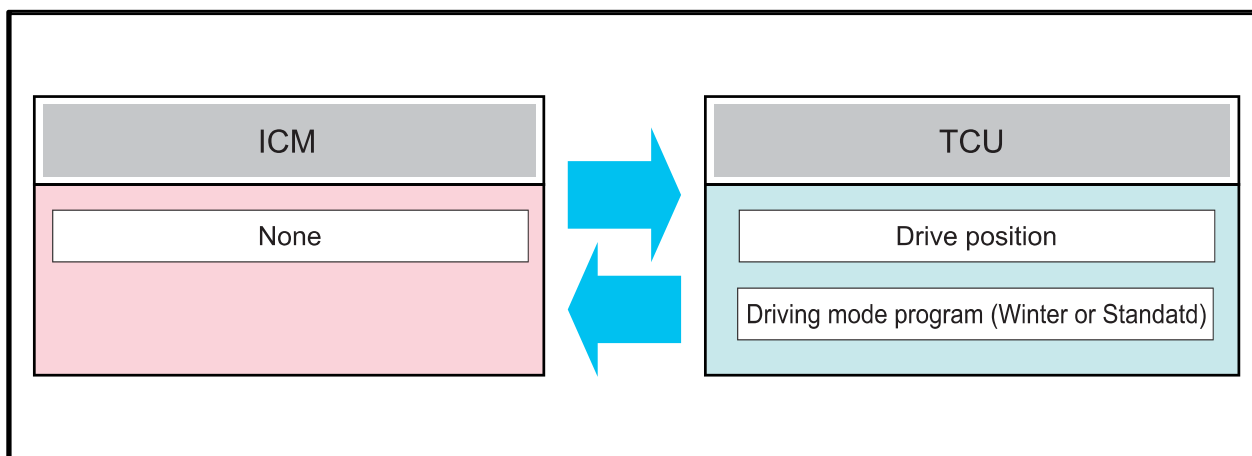 ICM
None
TCU
Drive position
Driving mode program (Winter or Standatd)